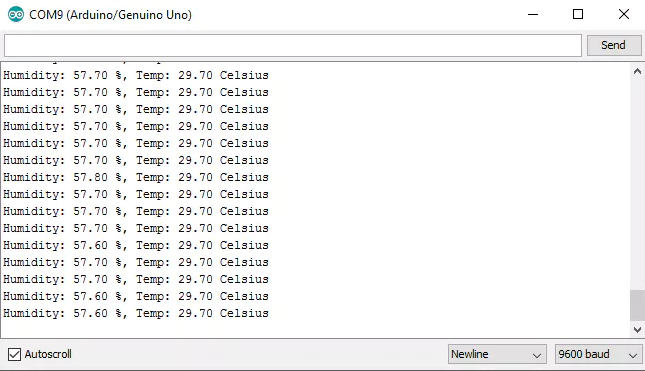 COM9 (Arduino/Genuino Uno)
Send
Humidity: 57.70 %, Temp: 29.70 Celsius
Humidity: 57.70 %, Temp: 29.70 Celsius
Humidity: 57.70 %, Temp: 29.70 Celsius
Humidity: 57.70 %, Temp: 29.70 Celsius
Humidity: 57.70 %, Temp: 29.70 Celsius
Humidity: 57.70 %, Temp: 29.70 Celsius
Humidity: 57.80 %, Temp: 29.70 Celsius
Humidity: 57.70 %, Temp: 29.70 Celsius
Humidity: 57.70 %, Temp: 29.70 Celsius
Humidity: 57.70 %, Temp: 29.70 Celsius
Humidity: 57.60 %, Temp: 29.70 Celsius
Humidity: 57.70 %, Temp: 29.70 Celsius
Humidity: 57.70 %, Temp: 29.70 Celsius
Humidity: 57.60 %, Temp: 29.70 Celsius
Humidity: 57.60 %, Temp: 29.70 Celsius
Autoscroll
Newline
9600 baud